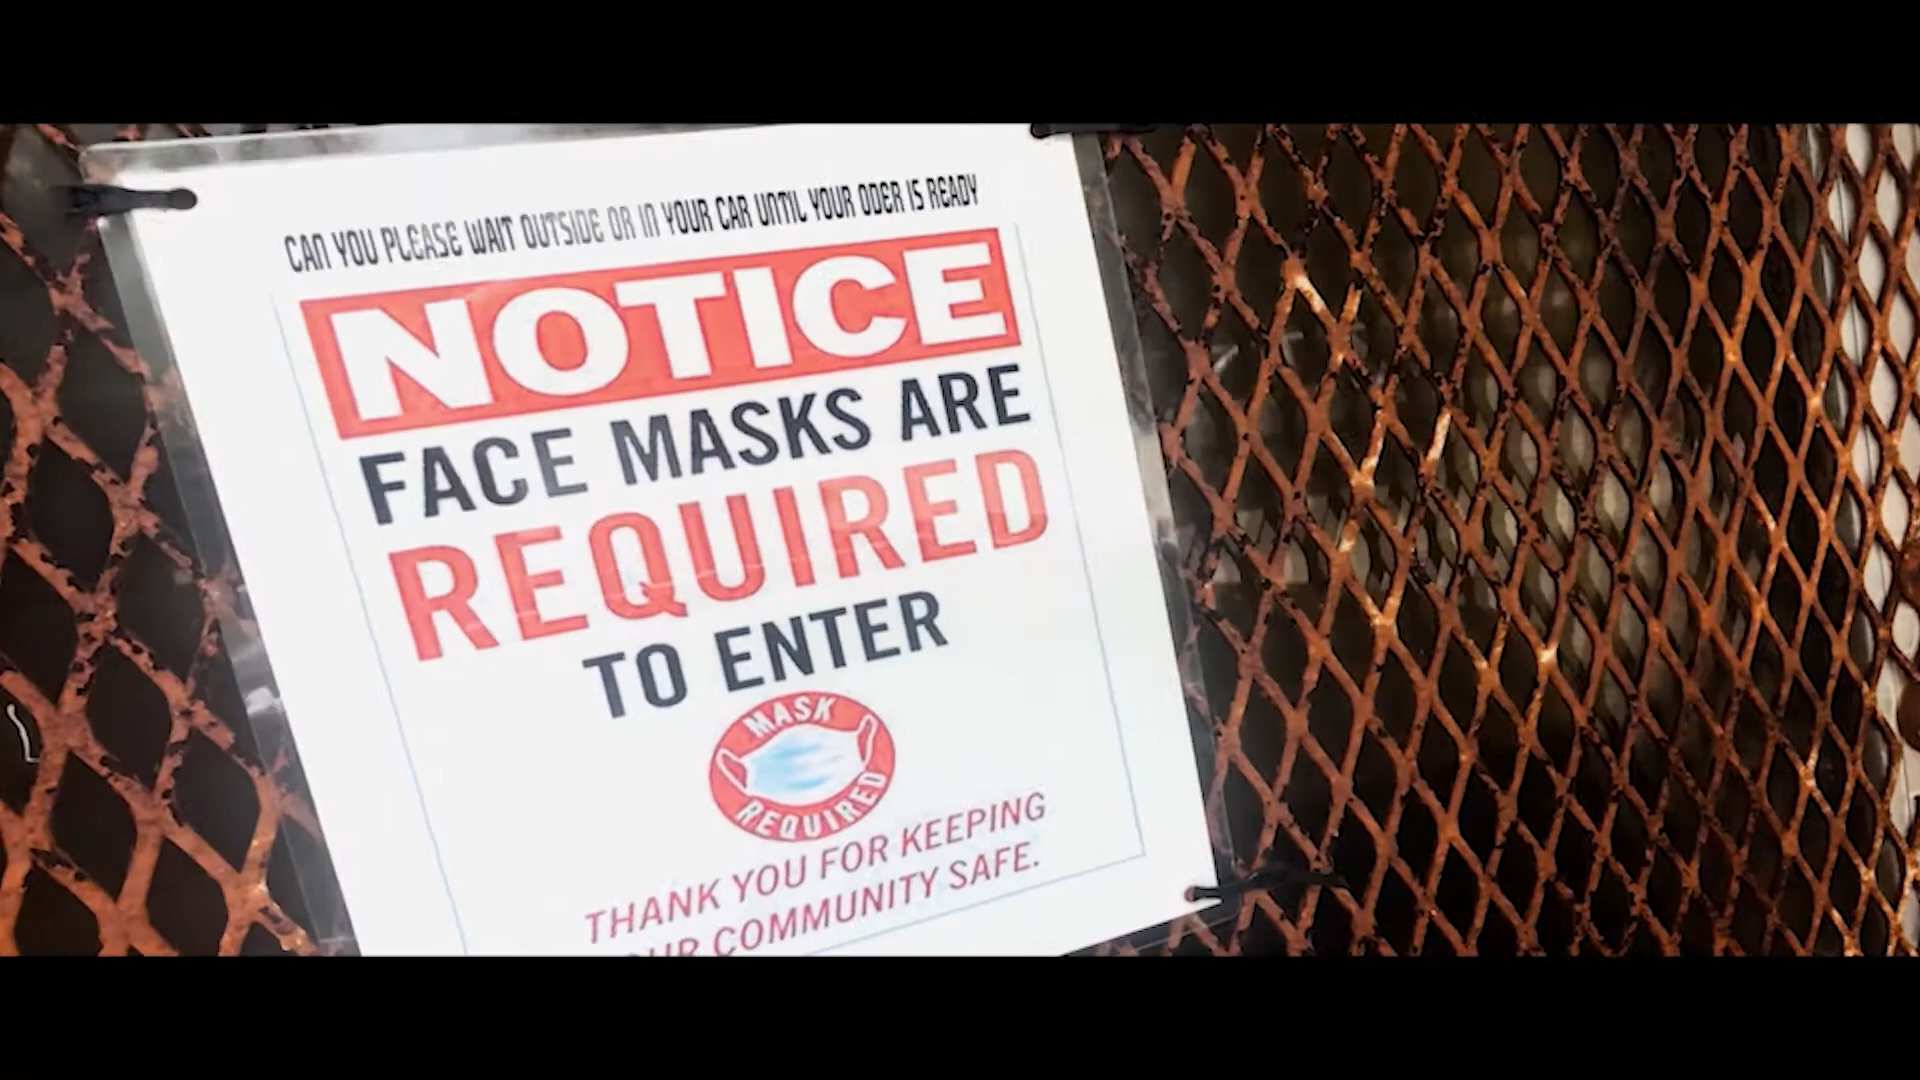 CAN YOU PLEASE WAIT OUTSIDE OR IN YOUR CAR UNTIL YOUR ODER IS READY
NOTICE
FACE MASKS ARE
REQUIRED
TO ENTER
MASK
REQUIRED
THANK YOU FOR KEEPING
OUR COMMUNITY SAFE.